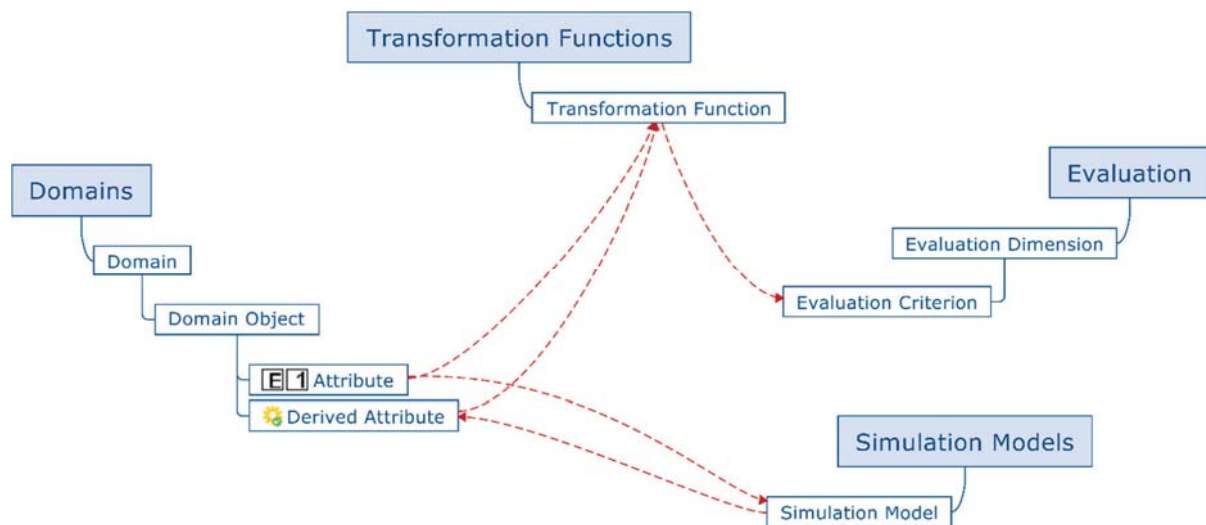 Transformation Functions
Transformation Function
Domains
Domain
Domain Object
E 1 Attribute
Derived Attribute
Evaluation
Evaluation Dimension
Evaluation Criterion
Simulation Models
Simulation Model